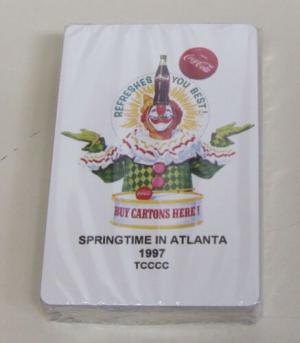 REFRESHES YOU BEST!
Coca-Cola
BUY CARTONS HERE!
SPRINGTIME IN ATLANTA
1997
TCCCC